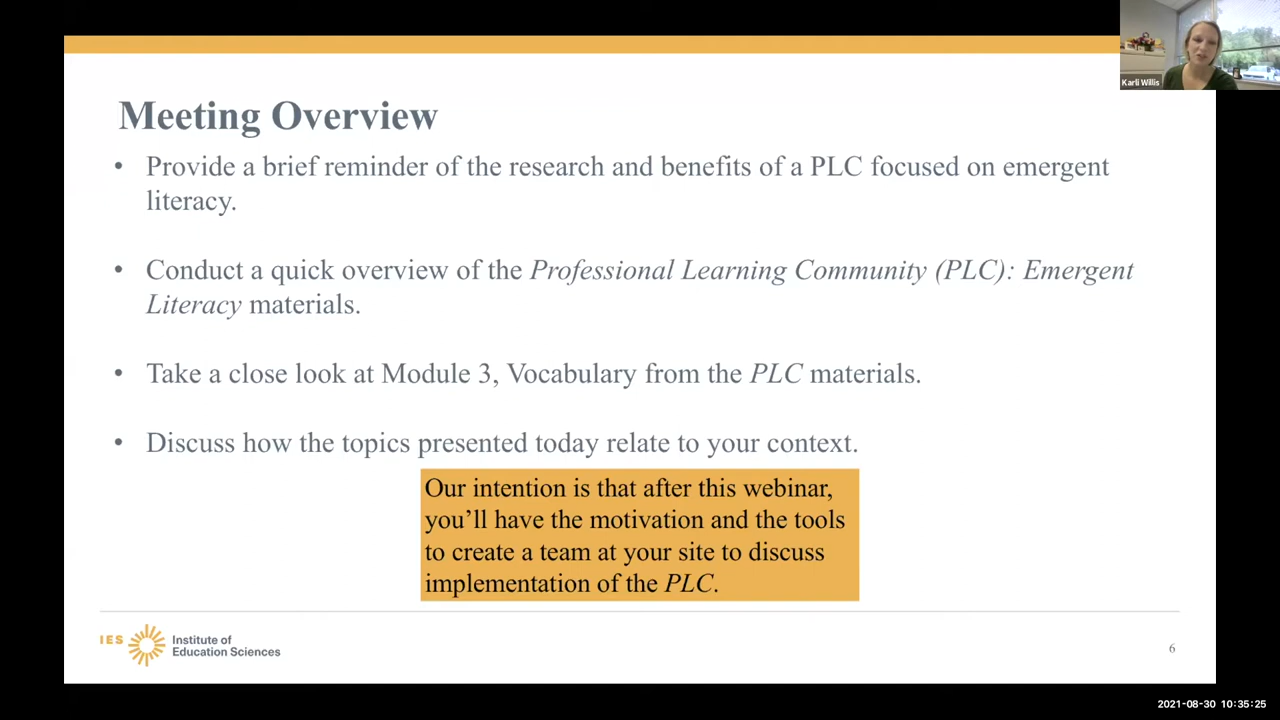 Karli Willis
Meeting Overview
• Provide a brief reminder of the research and benefits of a PLC focused on emergent
literacy.
• Conduct a quick overview of the Professional Learning Community (PLC): Emergent
Literacy materials.
• Take a close look at Module 3, Vocabulary from the PLC materials.
• Discuss how the topics presented today relate to your context.
Our intention is that after this webinar,
you’ll have the motivation and the tools
to create a team at your site to discuss
implementation of the PLC.
IES Institute of
Education Sciences
6
2021-08-30 10:35:25